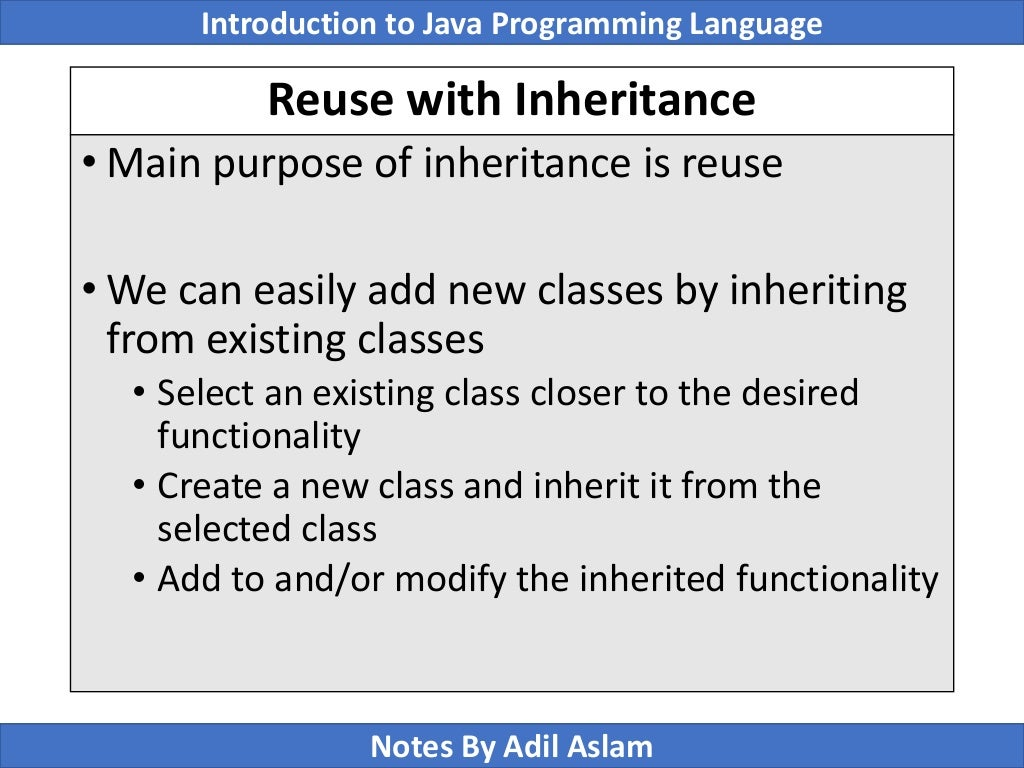 Introduction to Java Programming Language
Reuse with Inheritance
• Main purpose of inheritance is reuse
• We can easily add new classes by inheriting
from existing classes
• Select an existing class closer to the desired
functionality
• Create a new class and inherit it from the
selected class
• Add to and/or modify the inherited functionality
Notes By Adil Aslam